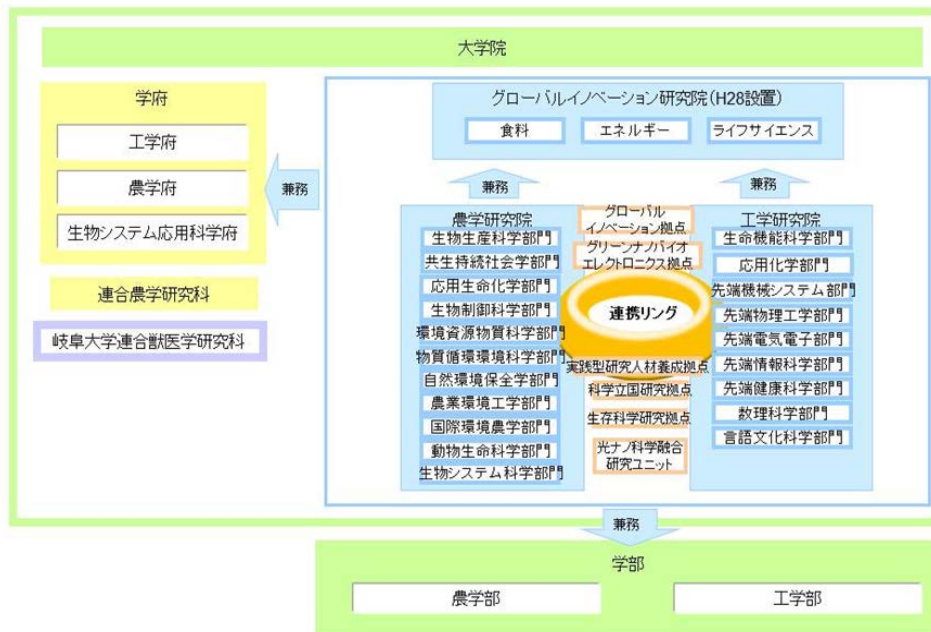 大学院
学府
工学府
農学府
生物システム応用科学府
連合農学研究科
岐阜大学連合獣医学研究科
兼務
グローバルイノベーション研究院(H28設置)
食料
エネルギー
ライフサイエンス
兼務
兼務
農学研究院
生物生産科学部門
共生持続社会学部門
応用生命化学部門
生物制御科学部門
環境資源物質科学部門
物質循環環境科学部門
自然環境保全学部門
農業環境工学部門
国際環境農学部門
動物生命科学部門
生物システム科学部門
グローバル
イノベーション拠点
グリーンナノバイオ
エレクトロニクス拠点
連携リング
実践型研究人材養成拠点
科学立国研究拠点
生存科学研究拠点
光ナノ科学融合
研究ユニット
工学研究院
生命機能科学部門
応用化学部門
先端機械システム部門
先端物理工学部門
先端電気電子部門
先端情報科学部門
先端健康科学部門
数理科学部門
言語文化科学部門
兼務
学部
農学部
工学部